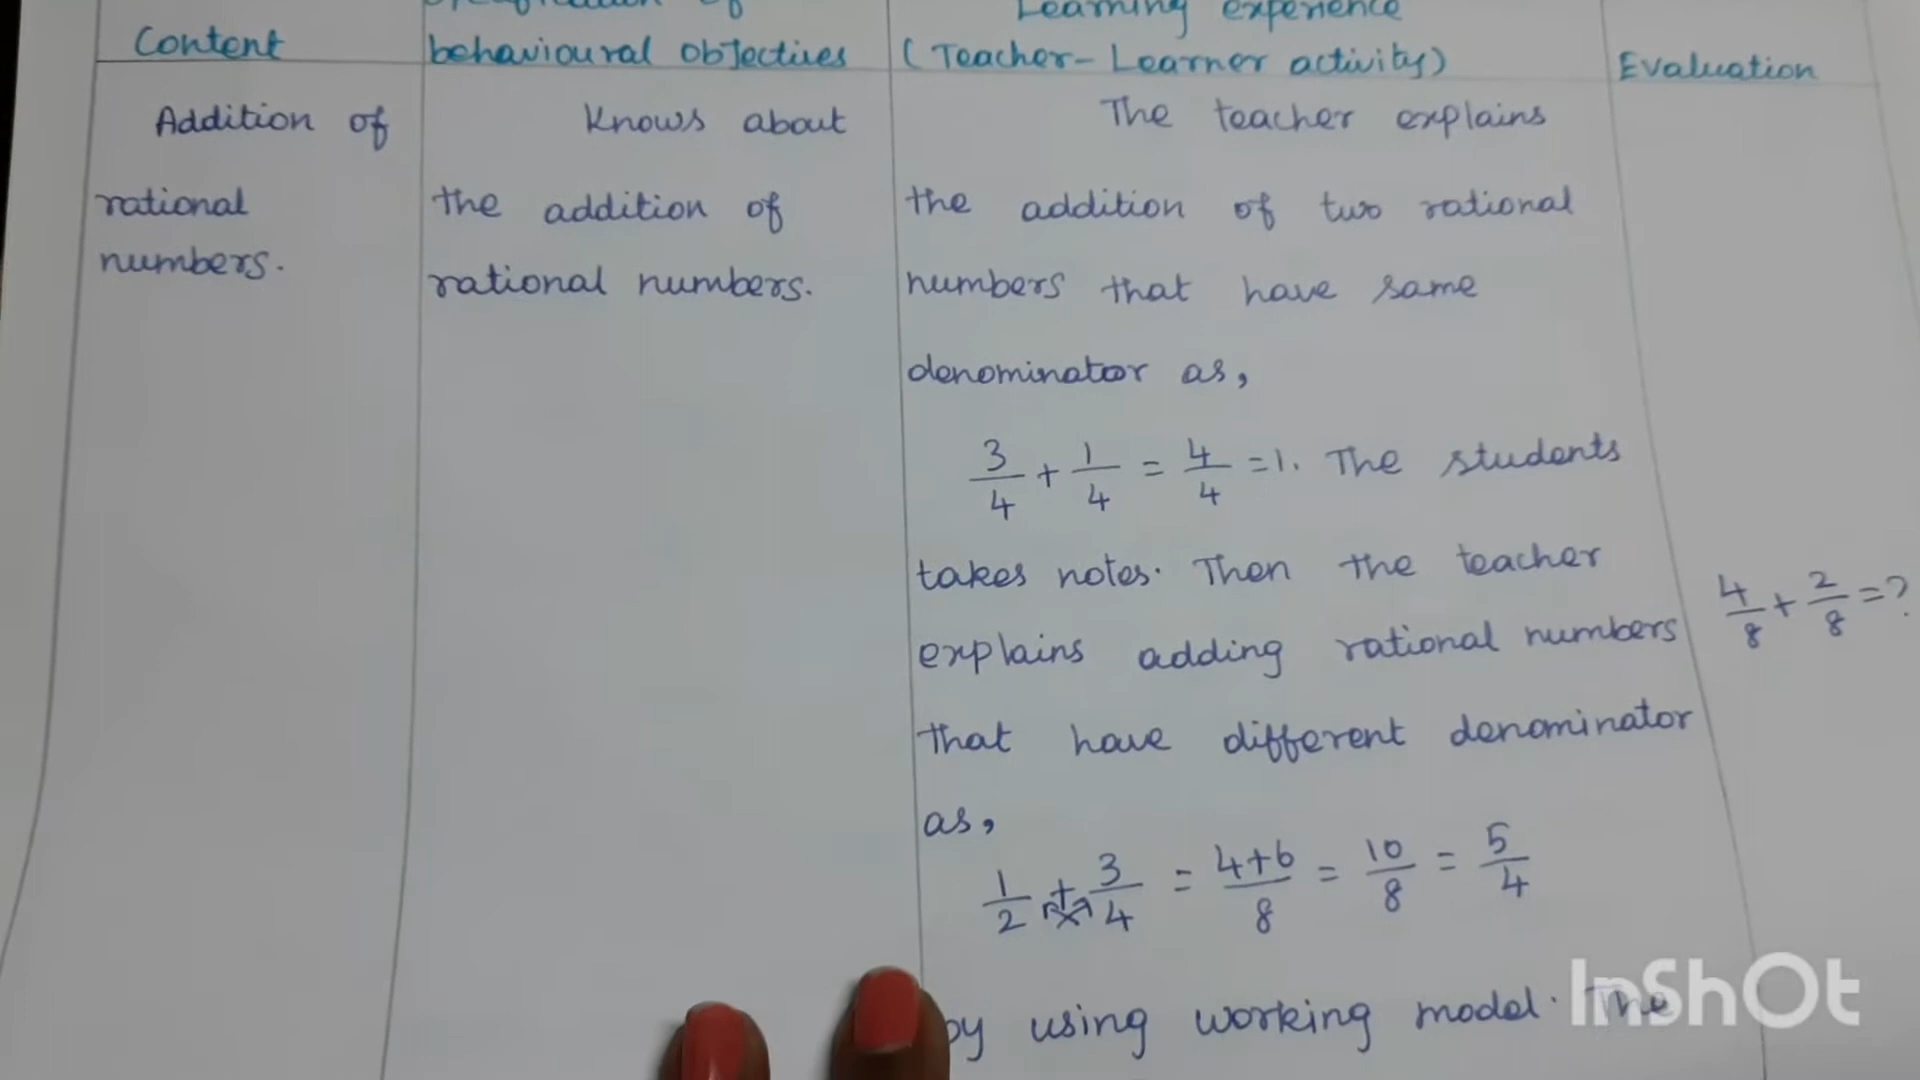 Content
behavioural objectives
Learning experience
(Teacher-Learner activity)
Evaluation
Addition of
rational
numbers.
Knows about
the addition of
rational numbers.
The teacher explains
the addition of two rational
numbers that have same
denominator as,
3/4 + 1/4 = 4/4 = 1. The students
takes notes. Then the teacher
explains adding rational numbers
that have different denominator
as,
1/2 + 3/4 = 4+6/8 = 10/8 = 5/4
by using working model. The
4/8 + 2/8 = ?
InShOt